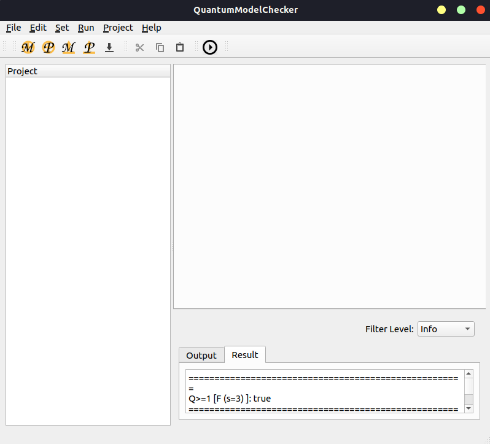 QuantumModelChecker
File Edit Set Run Project Help
M P M P
Project
Filter Level: Info
Output Result
====================================================
=
Q>=1 [F (s=3) ]: true
====================================================